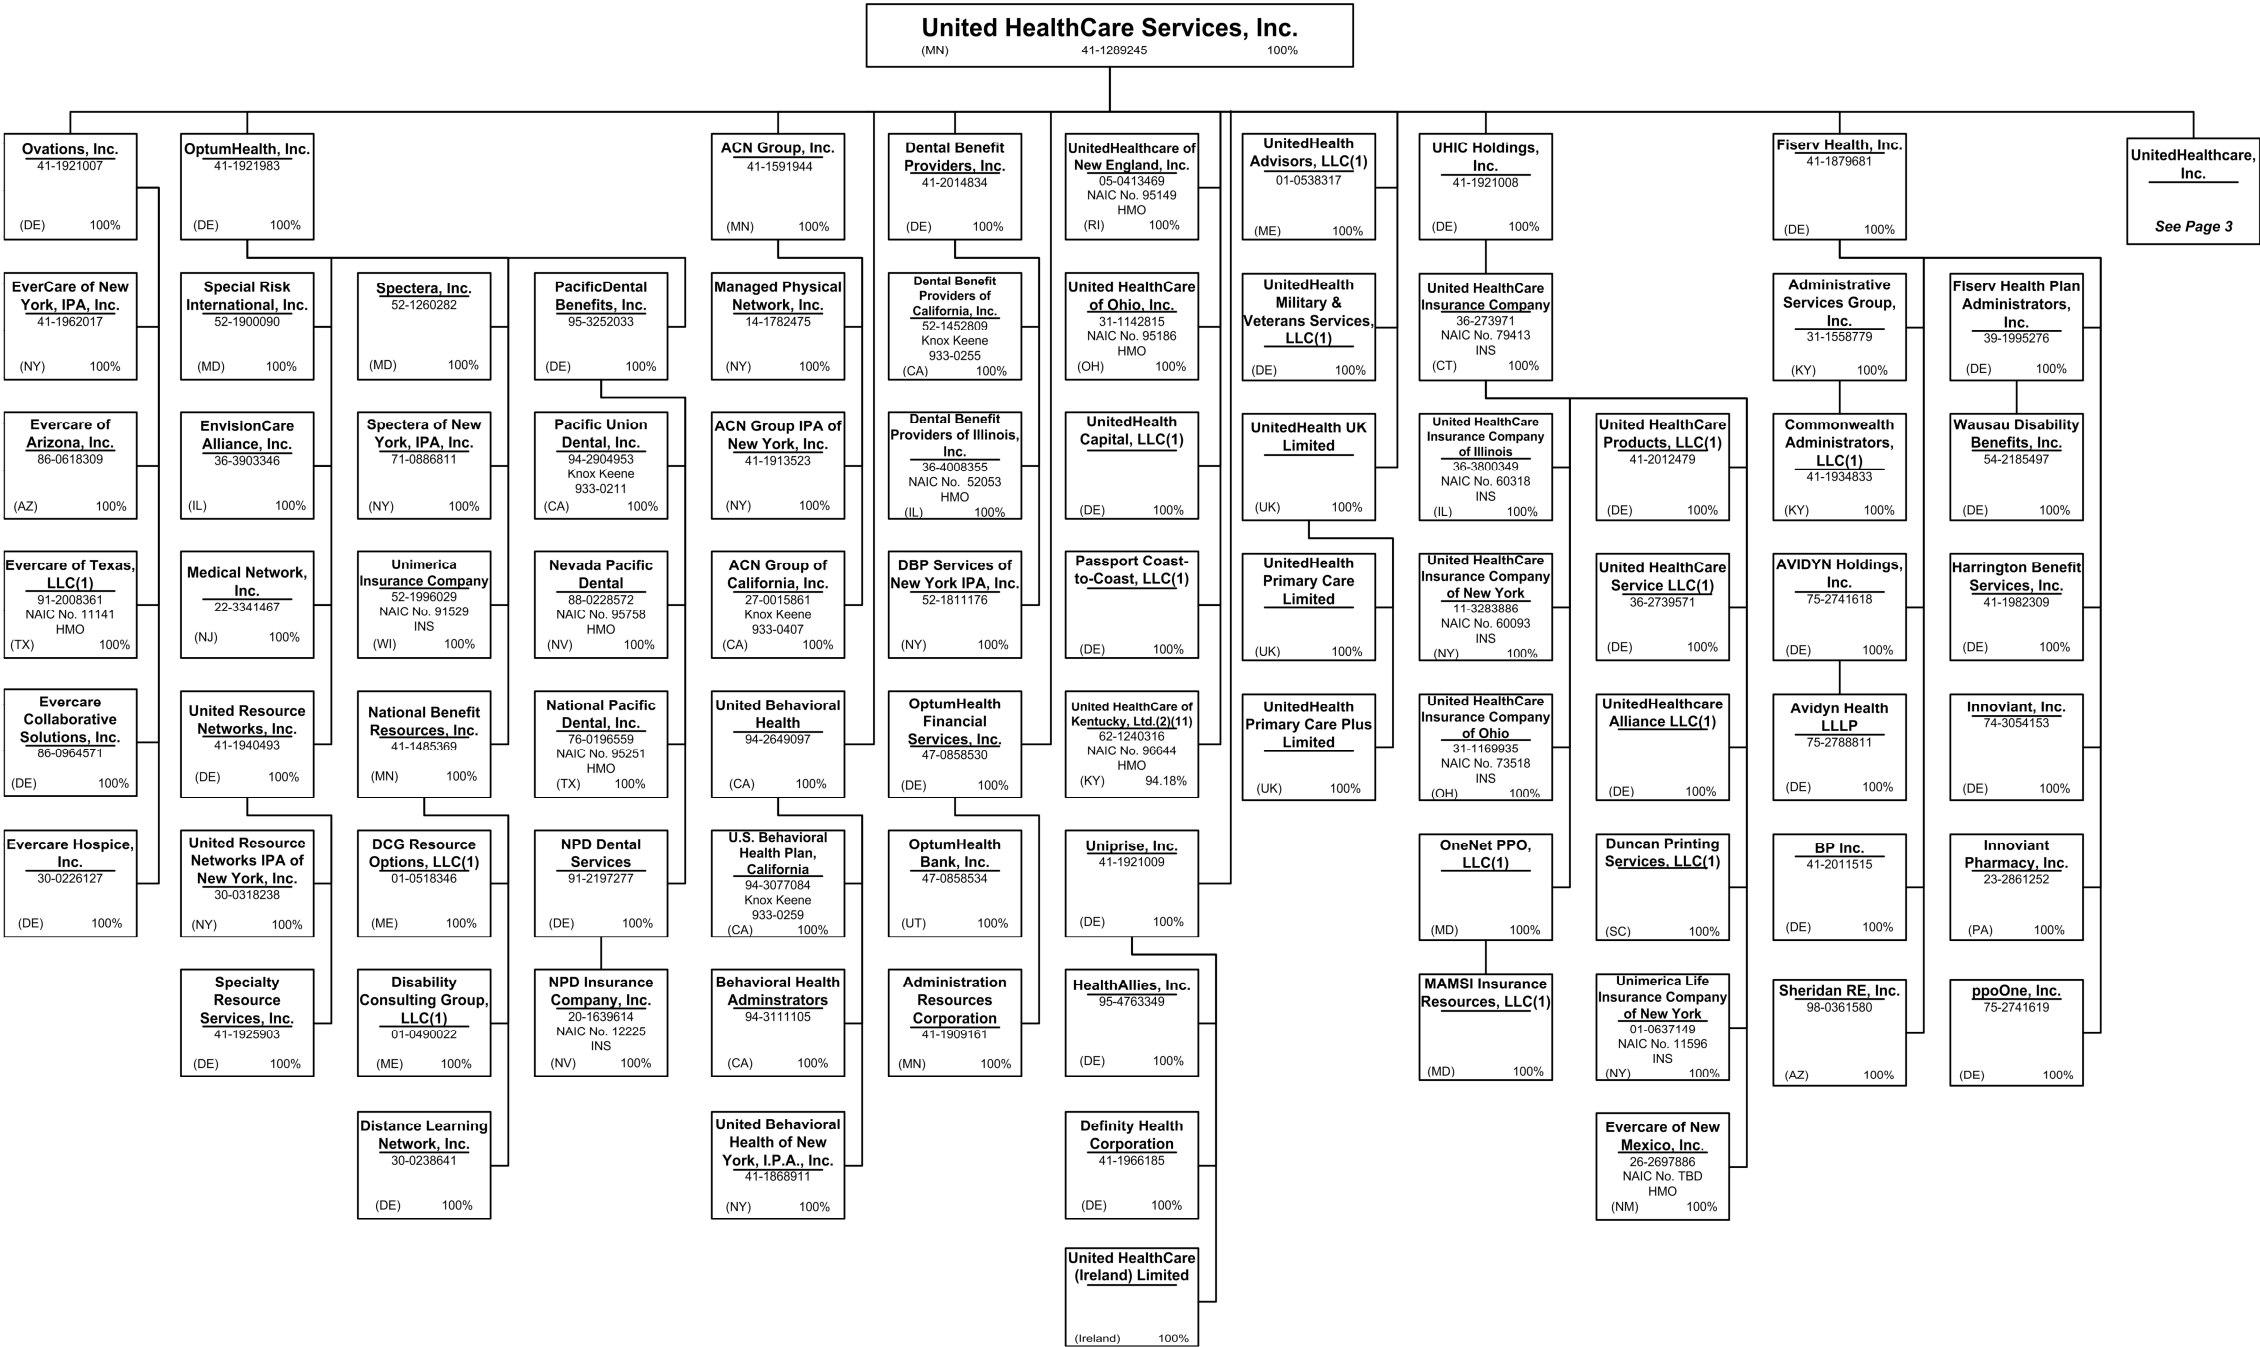 United HealthCare Services, Inc.
(MN) 41-1289245 100%
Ovations, Inc.
41-1921007
(DE) 100%
OptumHealth, Inc.
41-1921983
(DE) 100%
ACN Group, Inc.
41-1591944
(MN) 100%
Dental Benefit
Providers, Inc.
41-2014834
(DE) 100%
UnitedHealthcare of
New England, Inc.
05-0413469
NAIC No. 95149
HMO
(RI) 100%
UnitedHealth
Advisors, LLC(1)
01-0538317
(ME) 100%
UHIC Holdings,
Inc.
41-1921008
(DE) 100%
Fiserv Health, Inc.
41-1879681
(DE) 100%
UnitedHealthcare,
Inc.
See Page 3
EverCare of New
York, IPA, Inc.
41-1962017
(NY) 100%
Special Risk
International, Inc.
52-1900090
(MD) 100%
Spectera, Inc.
52-1260282
(MD) 100%
PacificDental
Benefits, Inc.
95-3252033
(DE) 100%
Managed Physical
Network, Inc.
14-1782475
(NY) 100%
Dental Benefit
Providers of
California, Inc.
52-1452809
Knox Keene
933-0255
(CA) 100%
United HealthCare
of Ohio, Inc.
31-1142815
NAIC No. 95186
HMO
(OH) 100%
UnitedHealth
Military &
Veterans Services,
LLC(1)
(DE) 100%
United HealthCare
Insurance Company
36-273971
NAIC No. 79413
INS
(CT) 100%
Administrative
Services Group,
Inc.
31-1558779
(KY) 100%
FIserv Health Plan
Administrators,
Inc.
39-1995276
(DE) 100%
Evercare of
Arizona, Inc.
86-0618309
(AZ) 100%
EnvisionCare
Alliance, Inc.
36-3903346
(IL) 100%
Spectera of New
York, IPA, Inc.
71-0886811
(NY) 100%
Pacific Union
Dental, Inc.
94-2904953
Knox Keene
933-0211
(CA) 100%
ACN Group IPA of
New York, Inc.
41-1913523
(NY) 100%
Dental Benefit
Providers of Illinois,
Inc.
36-4008355
NAIC No. 52053
HMO
(IL) 100%
UnitedHealth
Capital, LLC(1)
(DE) 100%
UnitedHealth UK
Limited
(UK) 100%
United HealthCare
Insurance Company
of Illinois
36-3800349
NAIC No. 60318
INS
(IL) 100%
United HealthCare
Products, LLC(1)
41-2012479
(DE) 100%
Commonwealth
Administrators,
LLC(1)
41-1934833
(KY) 100%
Wausau Disability
Benefits, Inc.
54-2185497
(DE) 100%
Evercare of Texas,
LLC(1)
91-2008361
NAIC No. 11141
HMO
(TX) 100%
Medical Network,
Inc.
22-3341467
(NJ) 100%
Unimerica
Insurance Company
52-1996029
NAIC No. 91529
INS
(WI) 100%
Nevada Pacific
Dental
88-0228572
NAIC No. 95758
HMO
(NV) 100%
ACN Group of
California, Inc.
27-0015861
Knox Keene
933-0407
(CA) 100%
DBP Services of
New York IPA, Inc.
52-1811176
(NY) 100%
Passport Coast-
to-Coast, LLC(1)
(DE) 100%
UnitedHealth
Primary Care
Limited
(UK) 100%
United HealthCare
Insurance Company
of New York
11-3283886
NAIC No. 60093
INS
(NY) 100%
United HealthCare
Service LLC(1)
36-2739571
(DE) 100%
AVIDYN Holdings,
Inc.
75-2741618
(DE) 100%
Harrington Benefit
Services, Inc.
41-1982309
(DE) 100%
Evercare
Collaborative
Solutions, Inc.
86-0964571
(DE) 100%
United Resource
Networks, Inc.
41-1940493
(DE) 100%
National Benefit
Resources, Inc.
41-1485369
(MN) 100%
National Pacific
Dental, Inc.
76-0196559
NAIC No. 95251
HMO
(TX) 100%
United Behavioral
Health
94-2649097
(CA) 100%
OptumHealth
Financial
Services, Inc.
47-0858530
(DE) 100%
United HealthCare of
Kentucky, Ltd.(2)(11)
62-1240316
NAIC No. 96644
HMO
(KY) 94.18%
UnitedHealth
Primary Care Plus
Limited
(UK) 100%
United HealthCare
Insurance Company
of Ohio
31-1169935
NAIC No. 73518
INS
(OH) 100%
UnitedHealthcare
Alliance LLC(1)
(DE) 100%
Avidyn Health
LLLP
75-2788811
(DE) 100%
Innoviant, Inc.
74-3054153
(DE) 100%
Evercare Hospice,
Inc.
30-0226127
(DE) 100%
United Resource
Networks IPA of
New York, Inc.
30-0318238
(NY) 100%
DCG Resource
Options, LLC(1)
01-0518346
(ME) 100%
NPD Dental
Services
91-2197277
(DE) 100%
U.S. Behavioral
Health Plan,
California
94-3077084
Knox Keene
933-0259
(CA) 100%
OptumHealth
Bank, Inc.
47-0858534
(UT) 100%
Uniprise, Inc.
41-1921009
(DE) 100%
OneNet PPO,
LLC(1)
(MD) 100%
Duncan Printing
Services, LLC(1)
(SC) 100%
BP Inc.
41-2011515
(DE) 100%
Innoviant
Pharmacy, Inc.
23-2861252
(PA) 100%
Specialty
Resource
Services, Inc.
41-1925903
(DE) 100%
Disability
Consulting Group,
LLC(1)
01-0490022
(ME) 100%
NPD Insurance
Company, Inc.
20-1639614
NAIC No. 12225
INS
(NV) 100%
Behavioral Health
Adminstrators
94-3111105
(CA) 100%
Administration
Resources
Corporation
41-1909161
(MN) 100%
HealthAllies, Inc.
95-4763349
(DE) 100%
MAMSI Insurance
Resources, LLC(1)
(MD) 100%
Unimerica Life
Insurance Company
of New York
01-0637149
NAIC No. 11596
INS
(NY) 100%
Sheridan RE, Inc.
98-0361580
(AZ) 100%
ppoOne, Inc.
75-2741619
(DE) 100%
Distance Learning
Network, Inc.
30-0238641
(DE) 100%
United Behavioral
Health of New
York, I.P.A., Inc.
41-1868911
(NY) 100%
Definity Health
Corporation
41-1966185
(DE) 100%
Evercare of New
Mexico, Inc.
26-2697886
NAIC No. TBD
HMO
(NM) 100%
United HealthCare
(Ireland) Limited
(Ireland) 100%